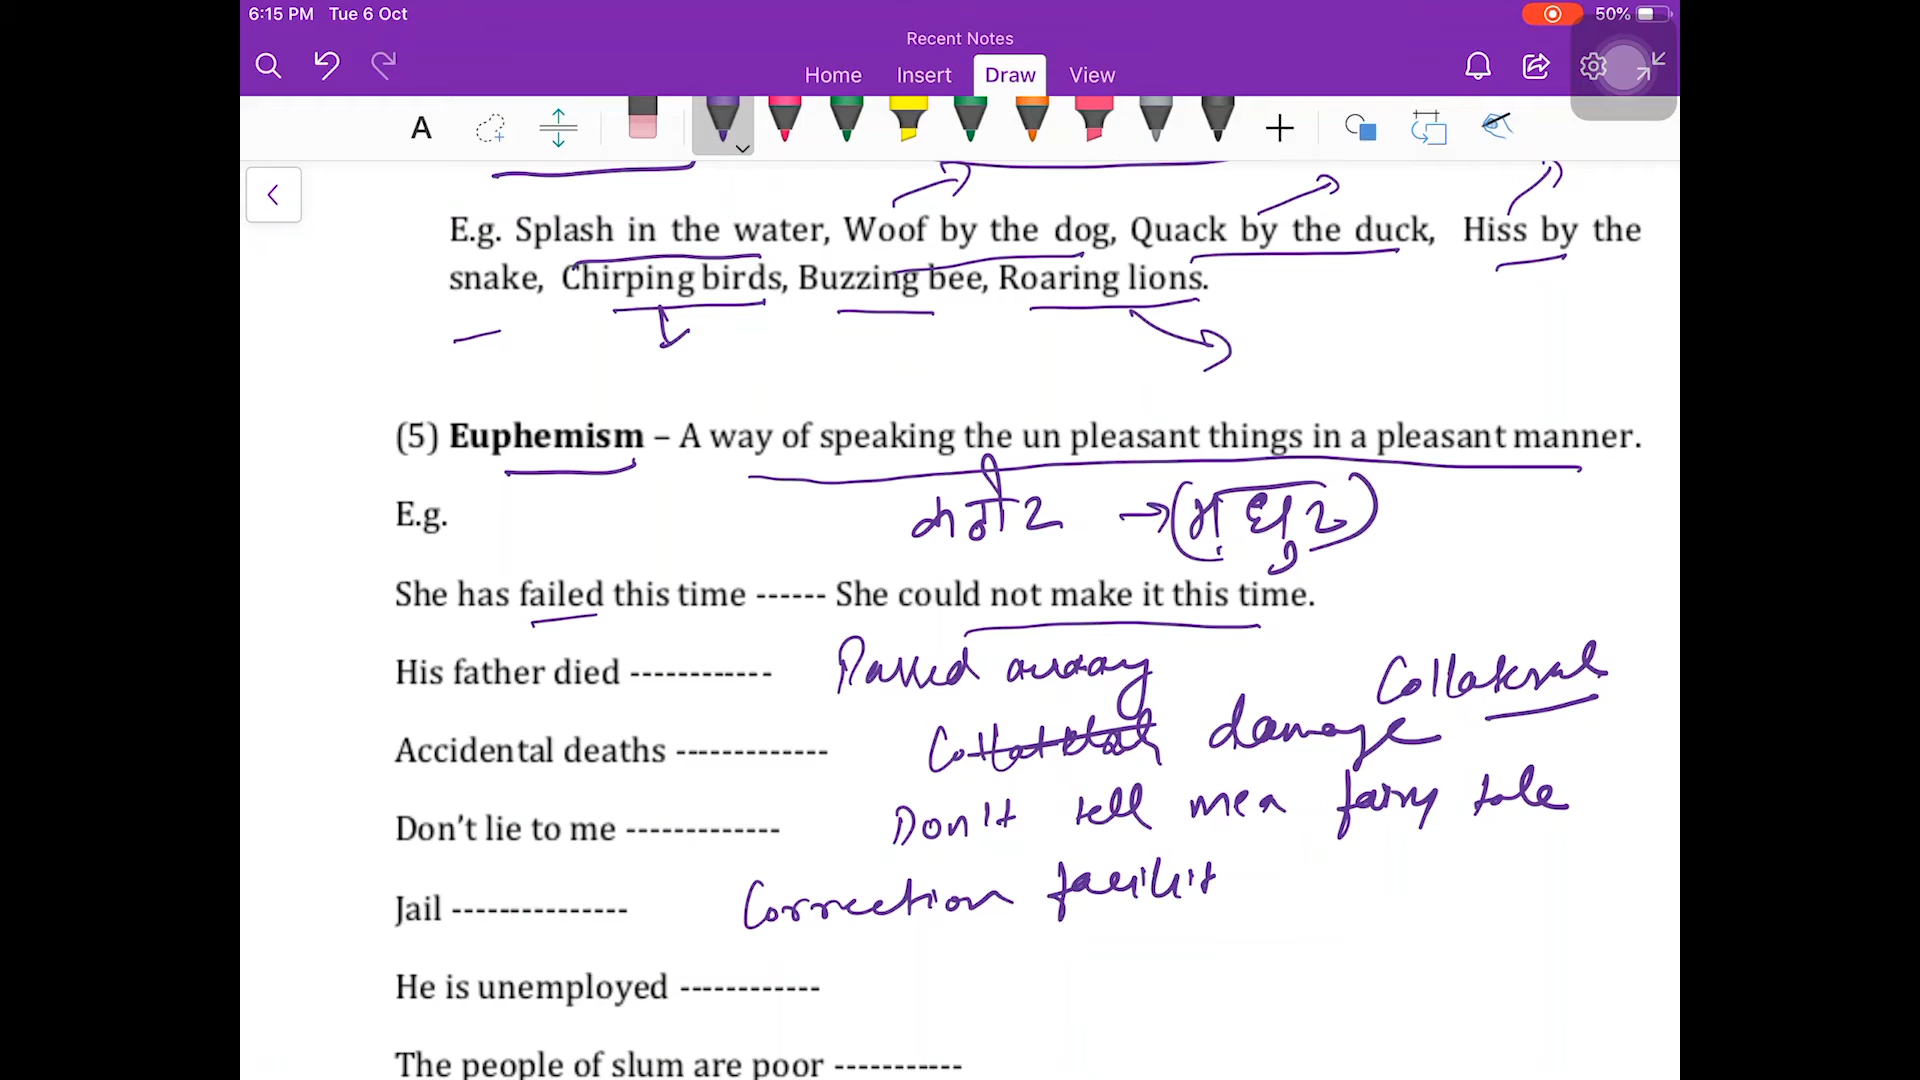 6:15 PM Tue 6 Oct 50%
Recent Notes
Home Insert Draw View
A
E.g. Splash in the water, Woof by the dog, Quack by the duck, Hiss by the
snake, Chirping birds, Buzzing bee, Roaring lions.
(5) Euphemism – A way of speaking the un pleasant things in a pleasant manner.
E.g.
She has failed this time ------ She could not make it this time.
His father died ------------ Passed away
Collateral
Accidental deaths ------------- damage
Don't lie to me ------------- Don't tell me a fairy tale
Jail --------------- Correction facilit
He is unemployed ------------
The people of slum are poor -----------